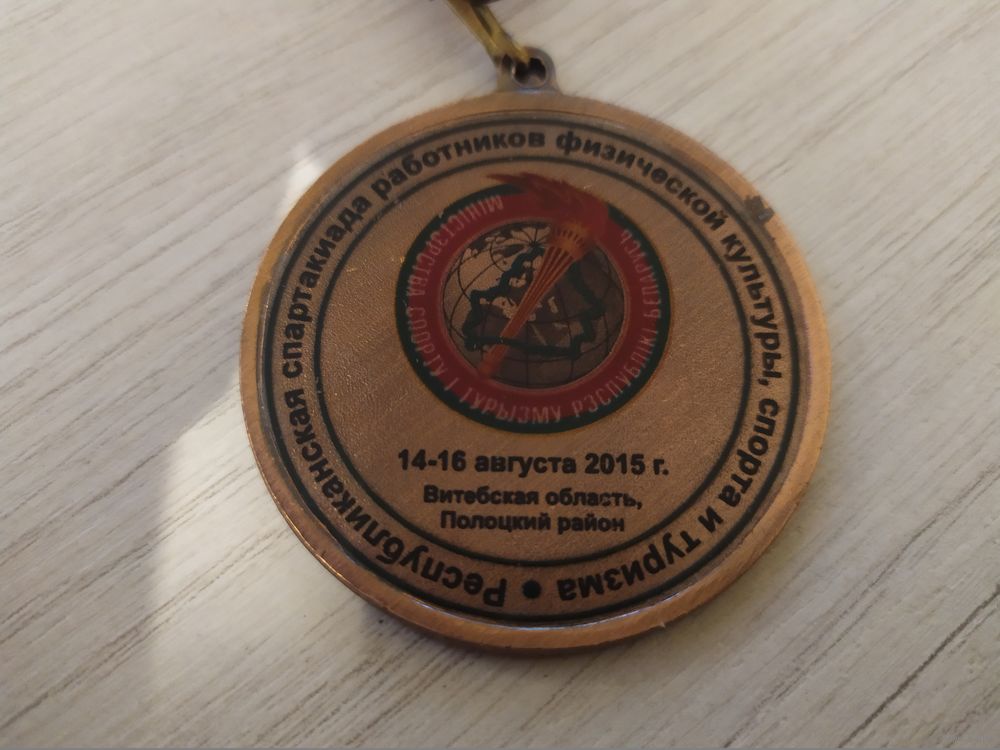 Республиканская спартакиада работников физической культуры, спорта и туризма •
МІНІСТЭРСТВА СПОРТУ І ТУРЫЗМУ РЭСПУБЛІКІ БЕЛАРУСЬ
14-16 августа 2015 г.
Витебская область,
Полоцкий район